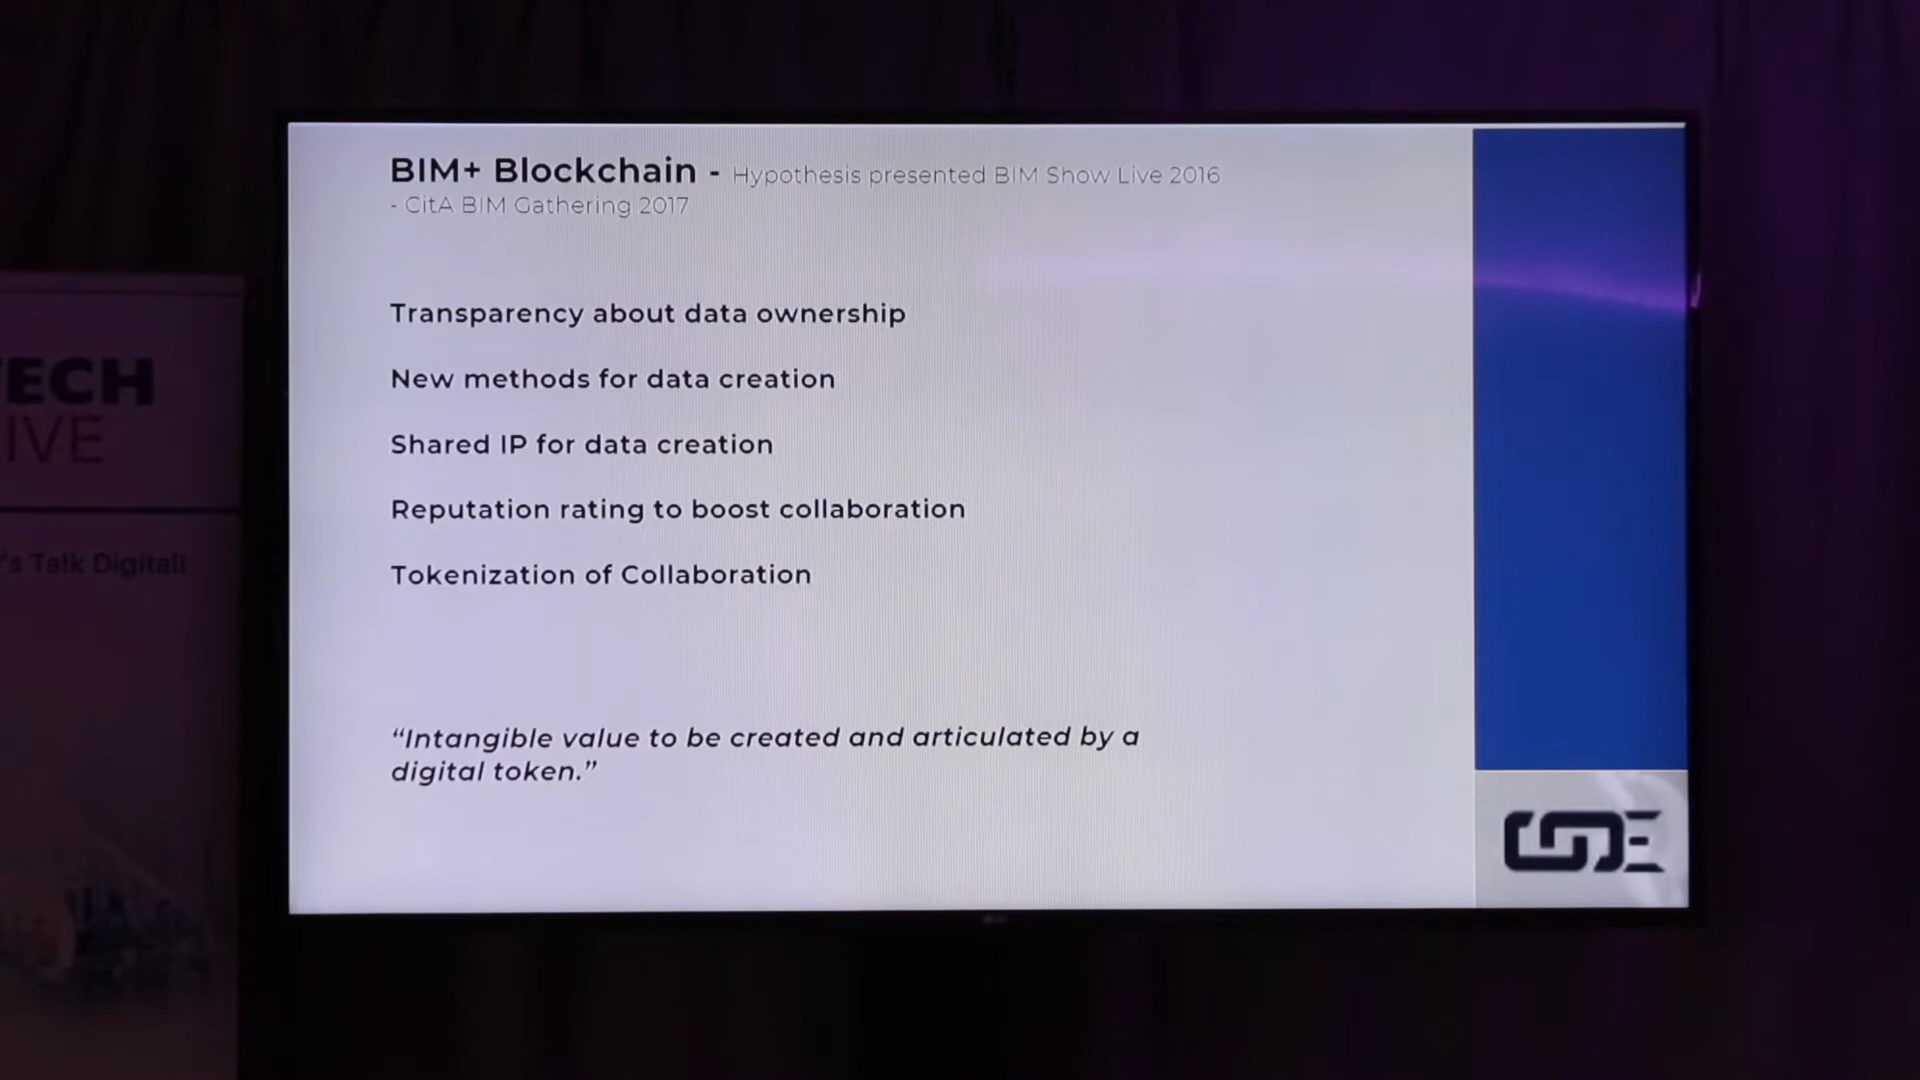 BIM+ Blockchain - Hypothesis presented BIM Show Live 2016
- CitA BIM Gathering 2017
Transparency about data ownership
New methods for data creation
Shared IP for data creation
Reputation rating to boost collaboration
Tokenization of Collaboration
“Intangible value to be created and articulated by a
digital token.”
TECH
LIVE
's Talk Digital!